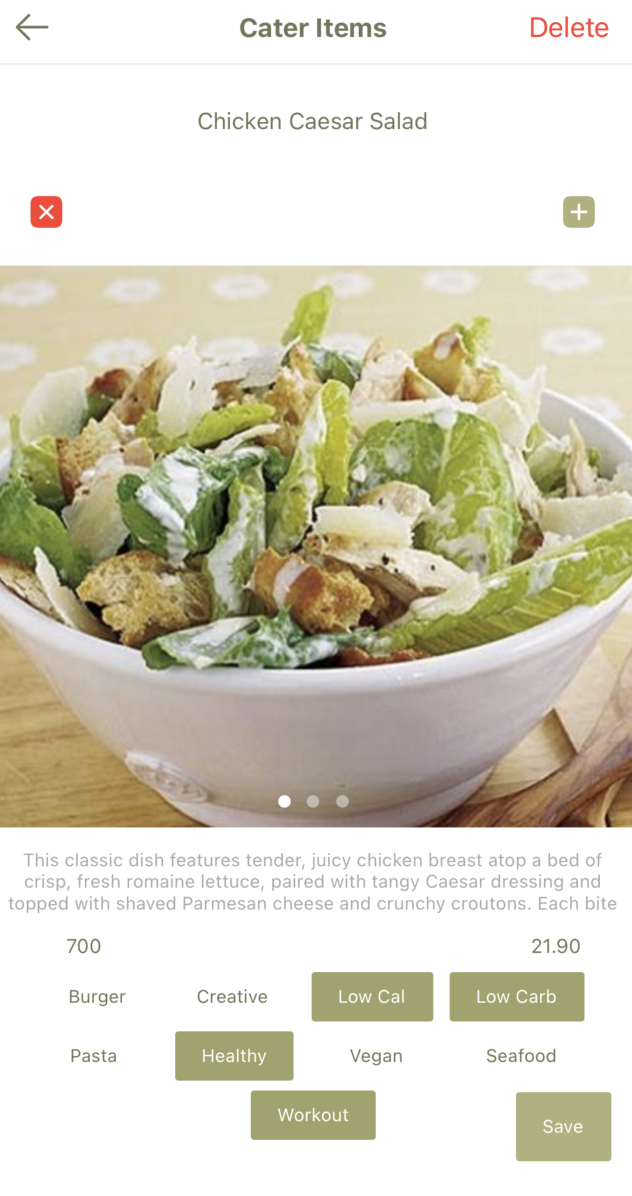 Cater Items
Delete
Chicken Caesar Salad
This classic dish features tender, juicy chicken breast atop a bed of
crisp, fresh romaine lettuce, paired with tangy Caesar dressing and
topped with shaved Parmesan cheese and crunchy croutons. Each bite
700
21.90
Burger
Creative
Low Cal
Low Carb
Pasta
Healthy
Vegan
Seafood
Workout
Save